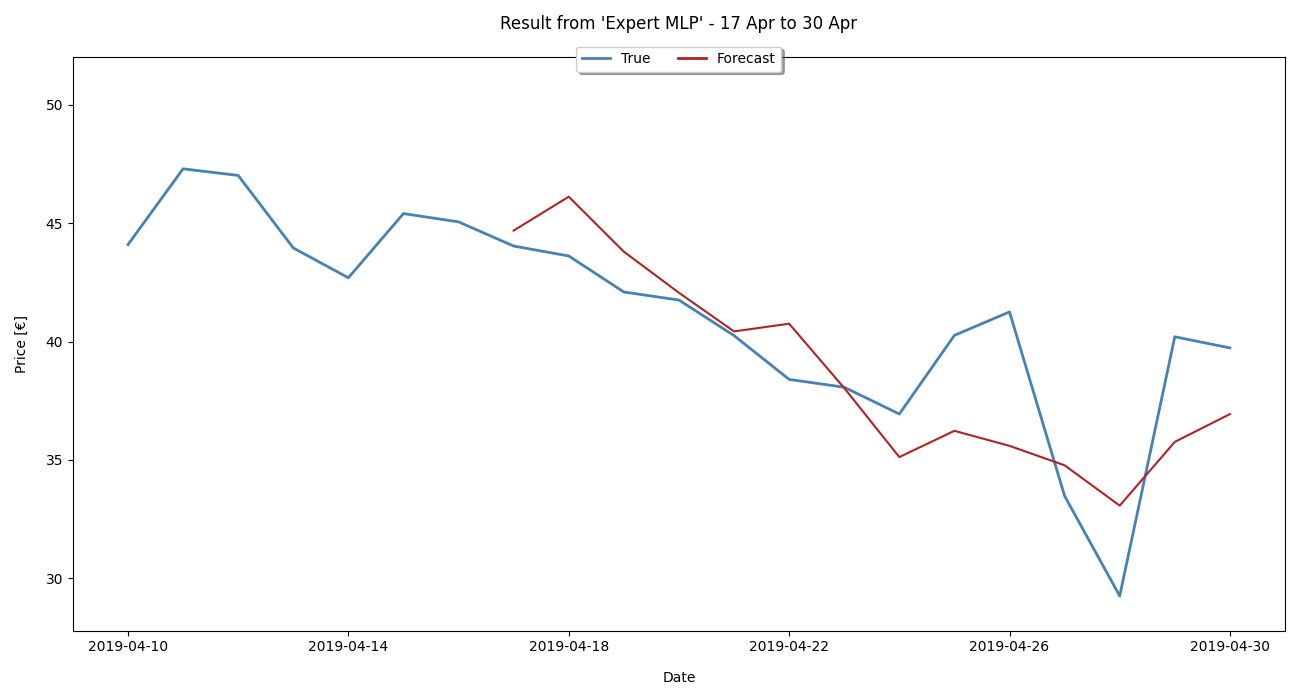 Result from 'Expert MLP' - 17 Apr to 30 Apr
True Forecast
50
45
40
35
30
Price [€]
2019-04-10 2019-04-14 2019-04-18 2019-04-22 2019-04-26 2019-04-30
Date